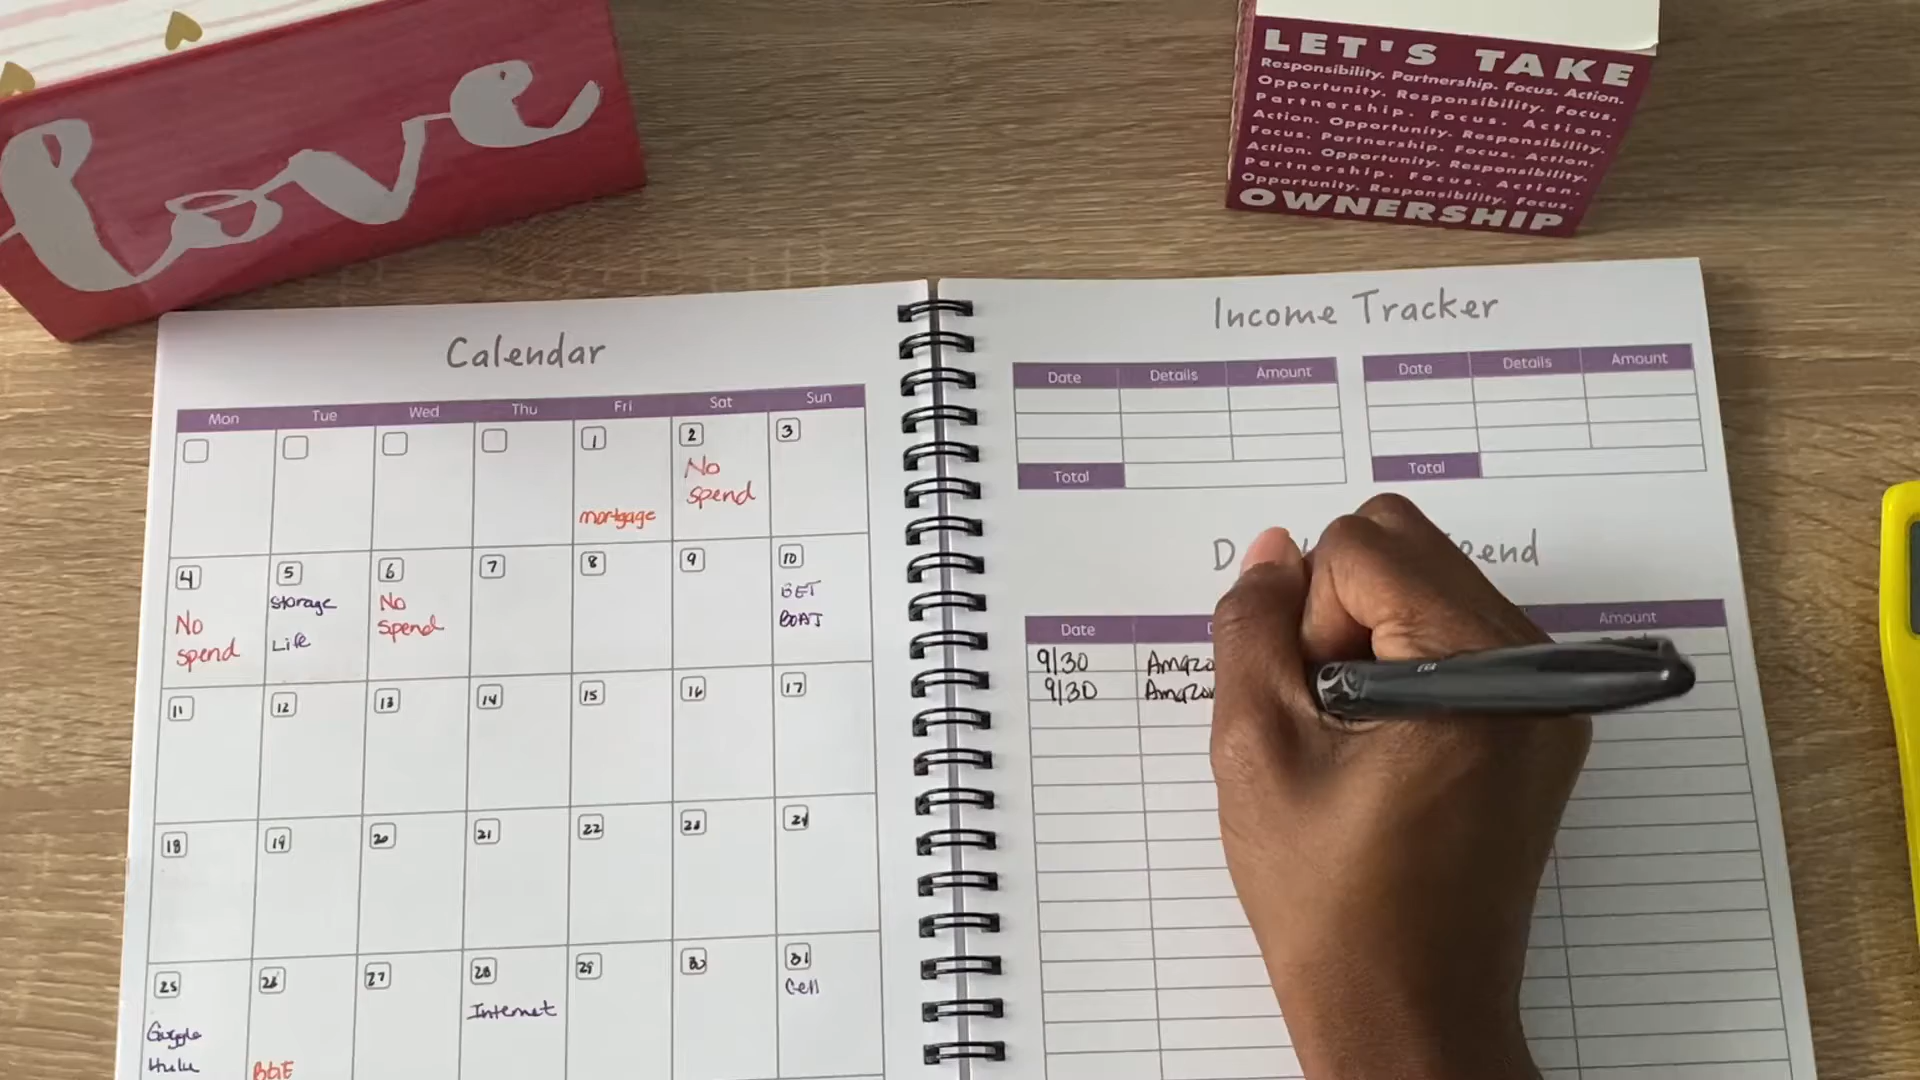 love
LET'S TAKE
Responsibility. Partnership. Focus. Action.
Opportunity. Responsibility. Focus.
Partnership. Focus. Action.
Action. Opportunity. Responsibility.
Focus. Partnership. Focus. Action.
Action. Opportunity. Responsibility.
Partnership. Focus. Action.
Opportunity. Responsibility. Focus.
OWNERSHIP
Calendar
Mon Tue Wed Thu Fri Sat Sun
1 2 3
No
spend
mortgage
4 5 6 7 8 9 10
No
spend
Storage
Life
No
spend
BET
BOAT
11 12 13 14 15 16 17
18 19 20 21 22 23 24
25 26 27 28 29 30 31
Google
Hulu
BGE
Internet
Cell
Income Tracker
Date Details Amount
Total
Date Details Amount
Total
Spend
Date Amount
9/30
9/30